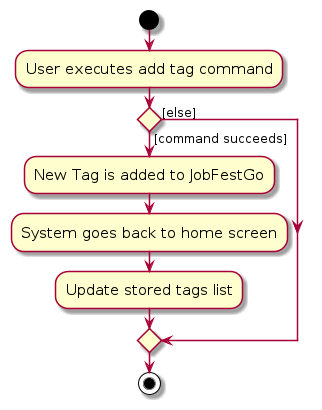 User executes add tag command
[else]
[command succeeds]
New Tag is added to JobFestGo
System goes back to home screen
Update stored tags list